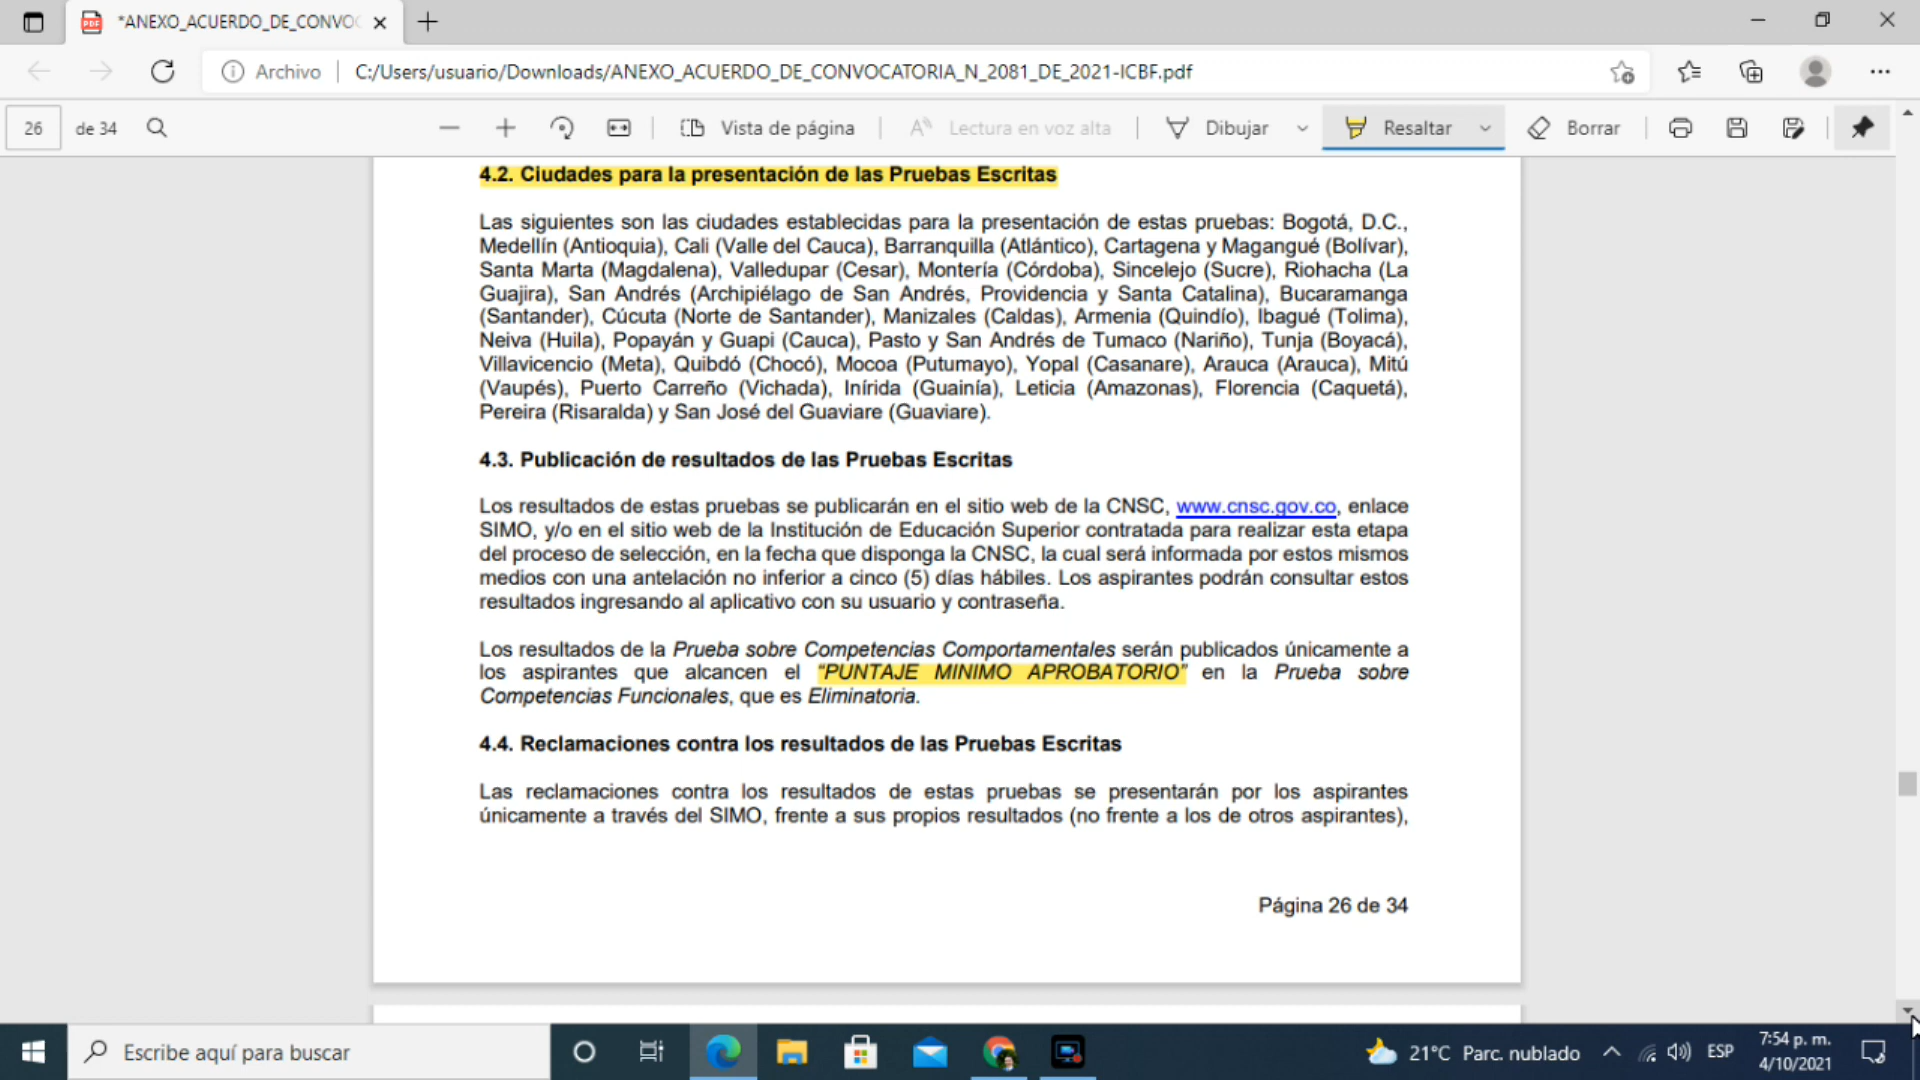 *ANEXO_ACUERDO_DE_CONVOC
Archivo
C:/Users/usuario/Downloads/ANEXO_ACUERDO_DE_CONVOCATORIA_N_2081_DE_2021-ICBF.pdf
26 de 34
Vista de página
Lectura en voz alta
Dibujar
Resaltar
Borrar
4.2. Ciudades para la presentación de las Pruebas Escritas
Las siguientes son las ciudades establecidas para la presentación de estas pruebas: Bogotá, D.C.,
Medellín (Antioquia), Cali (Valle del Cauca), Barranquilla (Atlántico), Cartagena y Magangué (Bolívar),
Santa Marta (Magdalena), Valledupar (Cesar), Montería (Córdoba), Sincelejo (Sucre), Riohacha (La
Guajira), San Andrés (Archipiélago de San Andrés, Providencia y Santa Catalina), Bucaramanga
(Santander), Cúcuta (Norte de Santander), Manizales (Caldas), Armenia (Quindío), Ibagué (Tolima),
Neiva (Huila), Popayán y Guapi (Cauca), Pasto y San Andrés de Tumaco (Nariño), Tunja (Boyacá),
Villavicencio (Meta), Quibdó (Chocó), Mocoa (Putumayo), Yopal (Casanare), Arauca (Arauca), Mitú
(Vaupés), Puerto Carreño (Vichada), Inírida (Guainía), Leticia (Amazonas), Florencia (Caquetá),
Pereira (Risaralda) y San José del Guaviare (Guaviare).
4.3. Publicación de resultados de las Pruebas Escritas
Los resultados de estas pruebas se publicarán en el sitio web de la CNSC, www.cnsc.gov.co, enlace
SIMO, y/o en el sitio web de la Institución de Educación Superior contratada para realizar esta etapa
del proceso de selección, en la fecha que disponga la CNSC, la cual será informada por estos mismos
medios con una antelación no inferior a cinco (5) días hábiles. Los aspirantes podrán consultar estos
resultados ingresando al aplicativo con su usuario y contraseña.
Los resultados de la Prueba sobre Competencias Comportamentales serán publicados únicamente a
los aspirantes que alcancen el “PUNTAJE MINIMO APROBATORIO” en la Prueba sobre
Competencias Funcionales, que es Eliminatoria.
4.4. Reclamaciones contra los resultados de las Pruebas Escritas
Las reclamaciones contra los resultados de estas pruebas se presentarán por los aspirantes
únicamente a través del SIMO, frente a sus propios resultados (no frente a los de otros aspirantes),
Página 26 de 34
Escribe aquí para buscar
21°C Parc. nublado
ESP
7:54 p. m.
4/10/2021